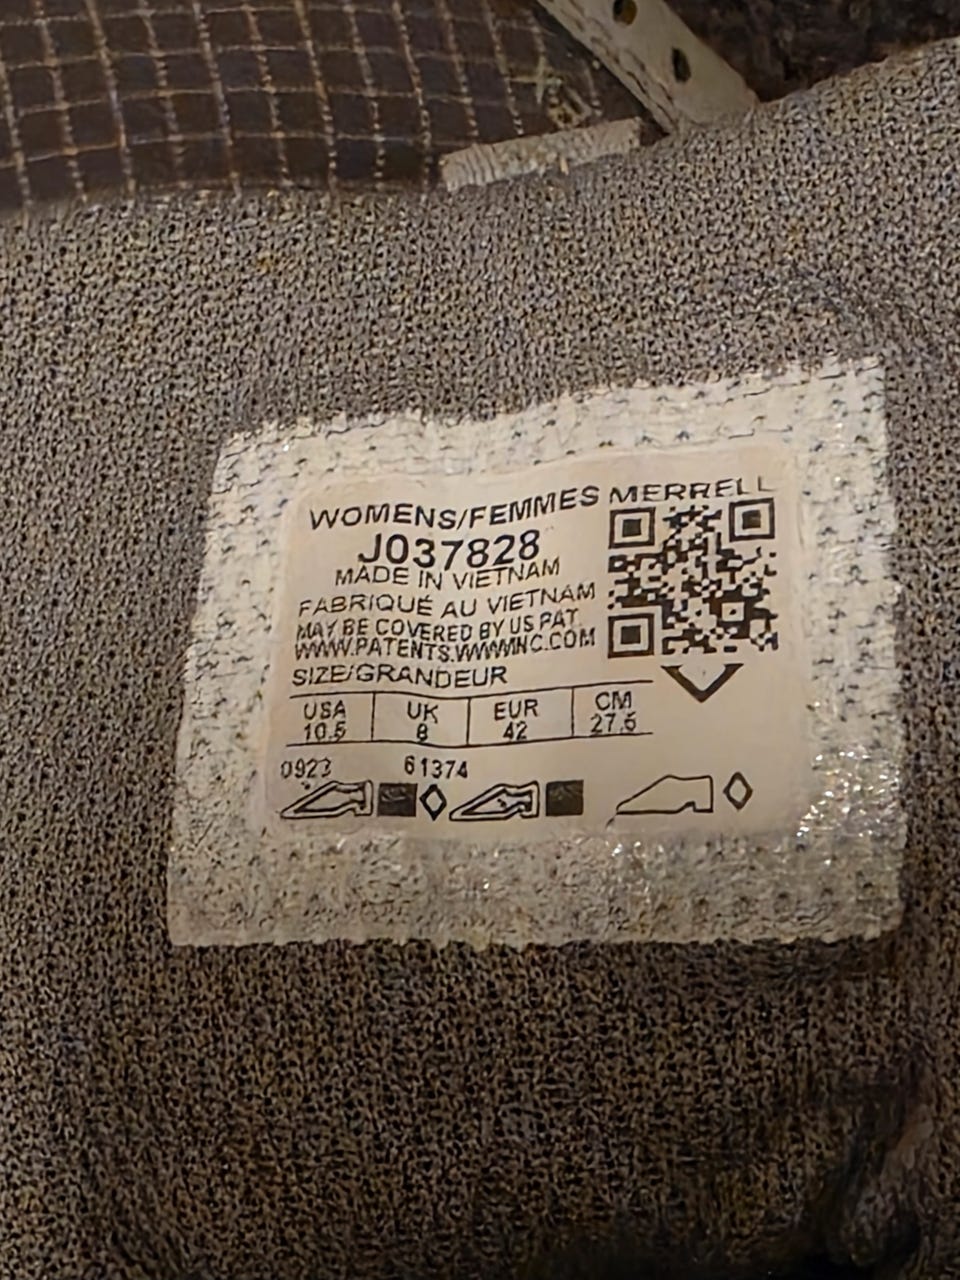 WOMENS/FEMMES MERRELL
J037828
MADE IN VIETNAM
FABRIQUÉ AU VIETNAM
MAY BE COVERED BY US PAT
WWW.PATENTS.WWWINC.COM
SIZE/GRANDEUR
USA UK EUR CM
10.5 8 42 27.5
0923 61374